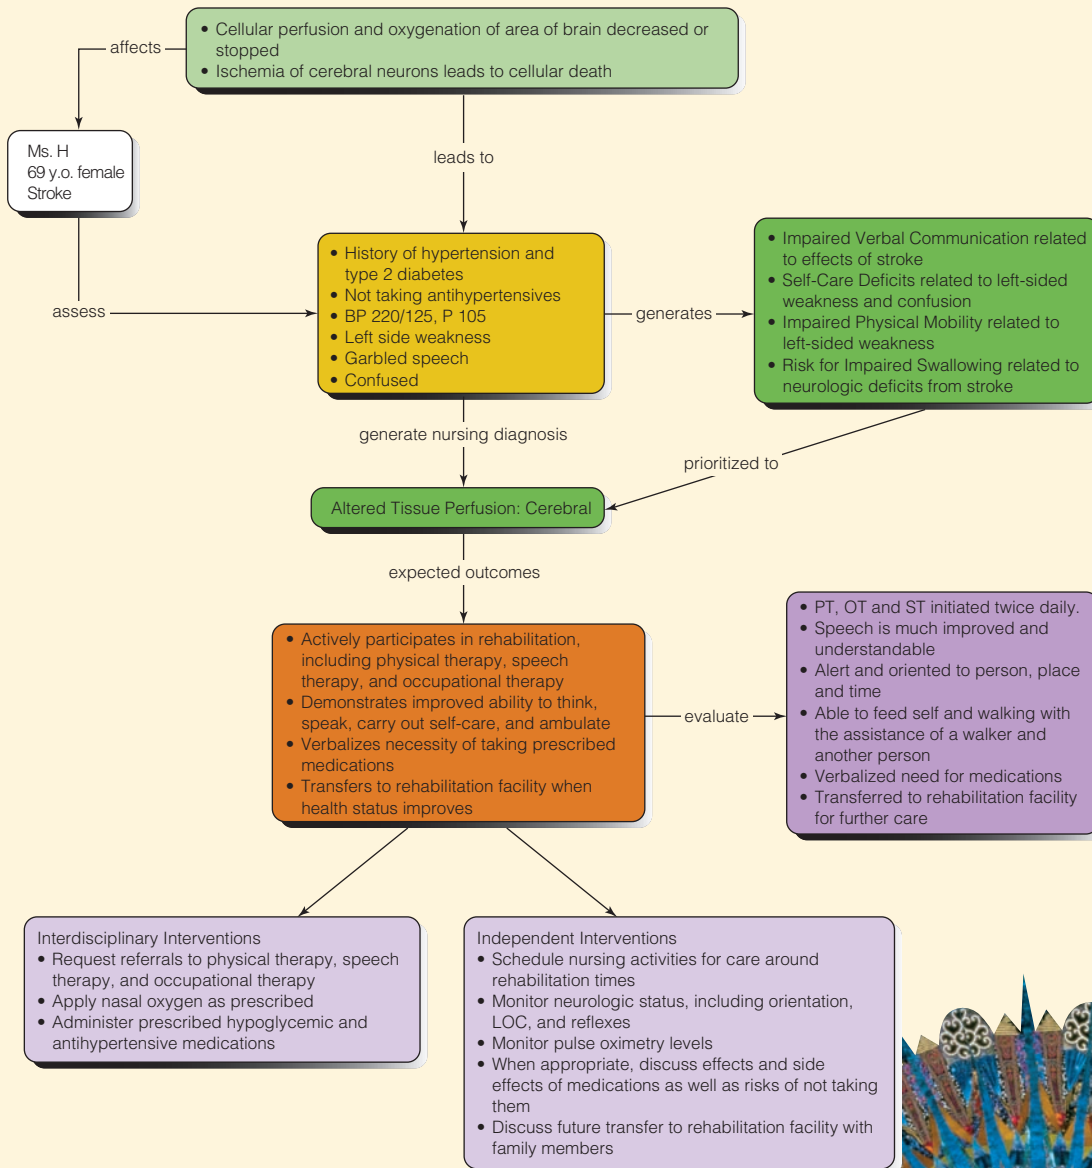 • Cellular perfusion and oxygenation of area of brain decreased or
stopped
• Ischemia of cerebral neurons leads to cellular death
affects
Ms. H
69 y.o. female
Stroke
leads to
assess
• History of hypertension and
type 2 diabetes
• Not taking antihypertensives
• BP 220/125, P 105
• Left side weakness
• Garbled speech
• Confused
generates
• Impaired Verbal Communication related
to effects of stroke
• Self-Care Deficits related to left-sided
weakness and confusion
• Impaired Physical Mobility related to
left-sided weakness
• Risk for Impaired Swallowing related to
neurologic deficits from stroke
generate nursing diagnosis
prioritized to
Altered Tissue Perfusion: Cerebral
expected outcomes
• Actively participates in rehabilitation,
including physical therapy, speech
therapy, and occupational therapy
• Demonstrates improved ability to think,
speak, carry out self-care, and ambulate
• Verbalizes necessity of taking prescribed
medications
• Transfers to rehabilitation facility when
health status improves
evaluate
• PT, OT and ST initiated twice daily.
• Speech is much improved and
understandable
• Alert and oriented to person, place
and time
• Able to feed self and walking with
the assistance of a walker and
another person
• Verbalized need for medications
• Transferred to rehabilitation facility
for further care
Interdisciplinary Interventions
• Request referrals to physical therapy, speech
therapy, and occupational therapy
• Apply nasal oxygen as prescribed
• Administer prescribed hypoglycemic and
antihypertensive medications
Independent Interventions
• Schedule nursing activities for care around
rehabilitation times
• Monitor neurologic status, including orientation,
LOC, and reflexes
• Monitor pulse oximetry levels
• When appropriate, discuss effects and side
effects of medications as well as risks of not taking
them
• Discuss future transfer to rehabilitation facility with
family members